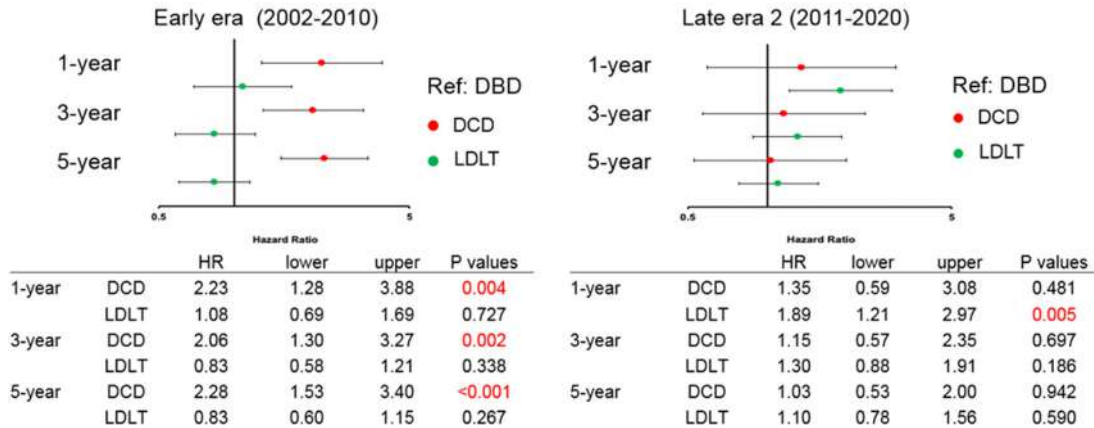 Early era (2002-2010)
1-year
3-year
5-year
Ref: DBD
DCD
LDLT
0.5 5
Hazard Ratio
HR lower upper P values
1-year DCD 2.23 1.28 3.88 0.004
LDLT 1.08 0.69 1.69 0.727
3-year DCD 2.06 1.30 3.27 0.002
LDLT 0.83 0.58 1.21 0.338
5-year DCD 2.28 1.53 3.40 <0.001
LDLT 0.83 0.60 1.15 0.267
Late era 2 (2011-2020)
1-year
3-year
5-year
Ref: DBD
DCD
LDLT
0.5 5
Hazard Ratio
HR lower upper P values
1-year DCD 1.35 0.59 3.08 0.481
LDLT 1.89 1.21 2.97 0.005
3-year DCD 1.15 0.57 2.35 0.697
LDLT 1.30 0.88 1.91 0.186
5-year DCD 1.03 0.53 2.00 0.942
LDLT 1.10 0.78 1.56 0.590